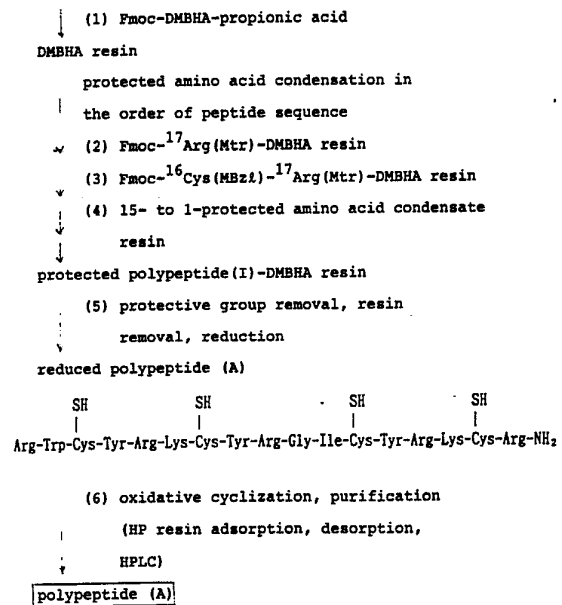 (1) Fmoc-DMBHA-propionic acid
DMBHA resin
protected amino acid condensation in
the order of peptide sequence
(2) Fmoc-17Arg(Mtr)-DMBHA resin
(3) Fmoc-16Cys(MBzℓ)-17Arg(Mtr)-DMBHA resin
(4) 15- to 1-protected amino acid condensate
resin
protected polypeptide(I)-DMBHA resin
(5) protective group removal, resin
removal, reduction
reduced polypeptide (A)
SH SH SH SH
Arg-Trp-Cys-Tyr-Arg-Lys-Cys-Tyr-Arg-Gly-Ile-Cys-Tyr-Arg-Lys-Cys-Arg-NH2
(6) oxidative cyclization, purification
(HP resin adsorption, desorption,
HPLC)
polypeptide (A)